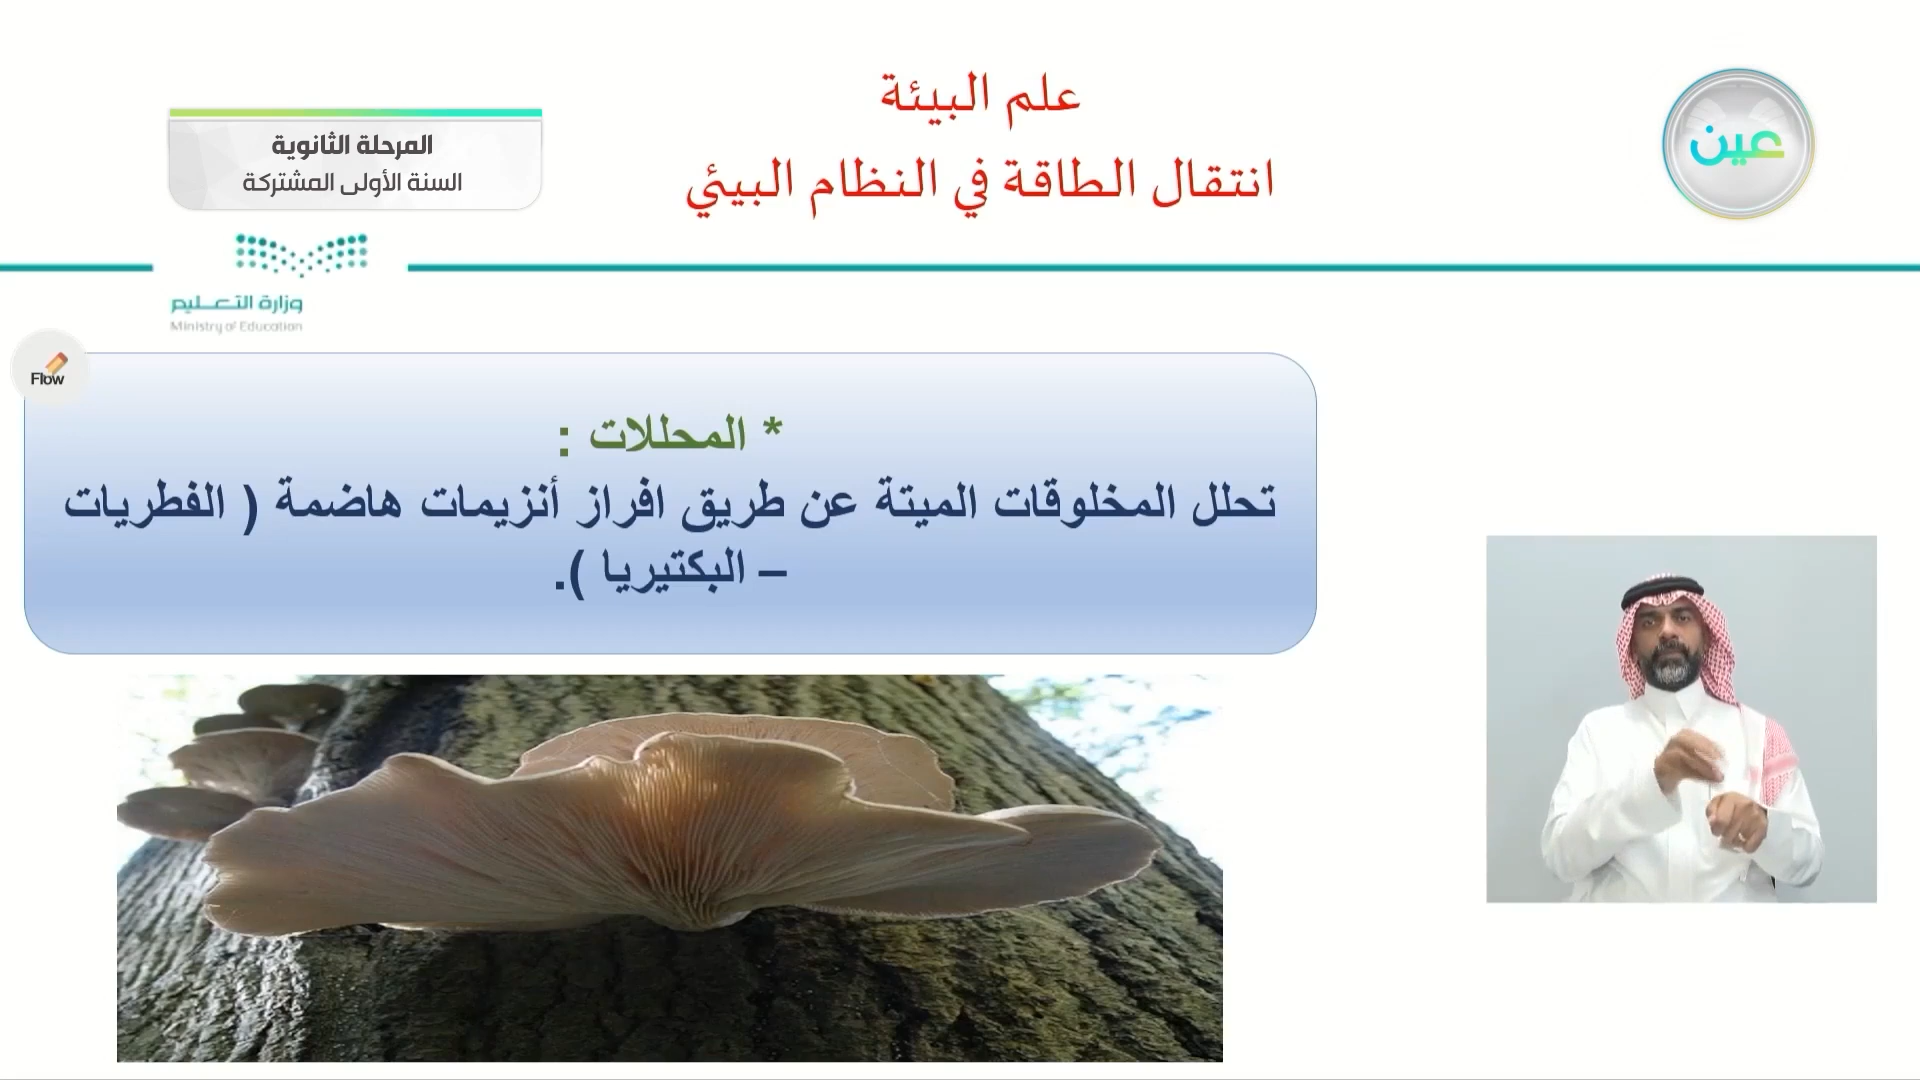 علم البيئة
انتقال الطاقة في النظام البيئي
عين
المرحلة الثانوية
السنة الأولى المشتركة
وزارة التعليم
Ministry of Education
Flow
* المحللات :
تحلل المخلوقات الميتة عن طريق افراز أنزيمات هاضمة ( الفطريات
– البكتيريا ).